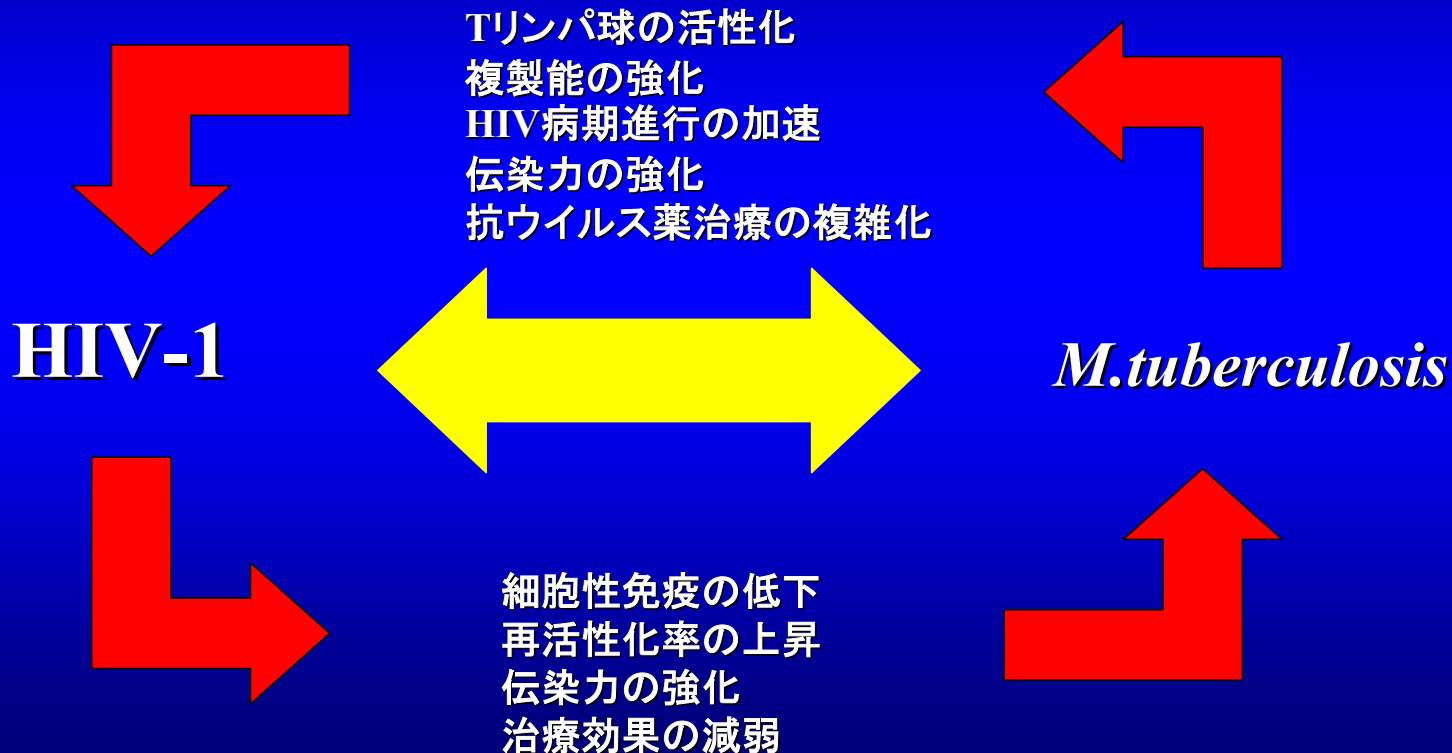 Tリンパ球の活性化
複製能の強化
HIV病期進行の加速
伝染力の強化
抗ウイルス薬治療の複雑化
HIV-1
M.tuberculosis
細胞性免疫の低下
再活性化率の上昇
伝染力の強化
治療効果の減弱